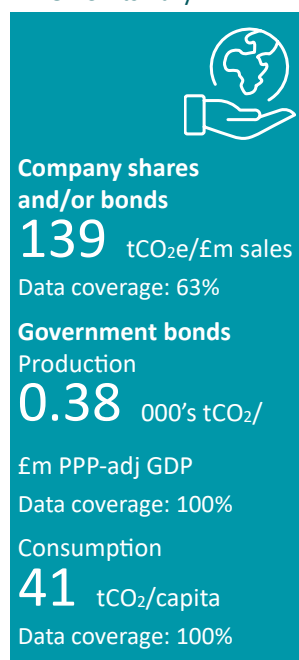 Company shares
and/or bonds
139 tCO2e/£m sales
Data coverage: 63%
Government bonds
Production
0.38 000's tCO2/
£m PPP-adj GDP
Data coverage: 100%
Consumption
41 tCO2/capita
Data coverage: 100%